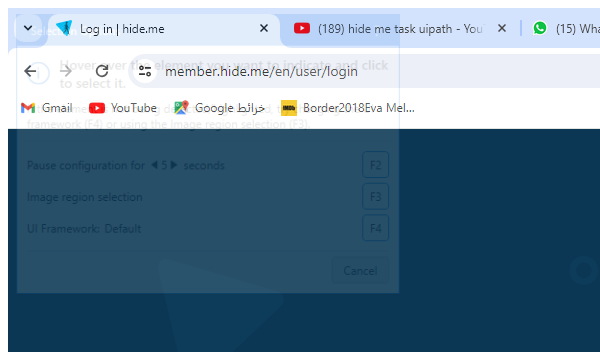 Log in | hide.me
(189) hide me task uipath - You
(15) Wha
Selection
member.hide.me/en/user/login
Hover over the element you want to indicate and click
to select it.
Gmail
YouTube
Google خرائط
Border2018Eva Mel...
framework (F4) or using the Image region selection (F3).
Pause configuration for 5 seconds
F2
Image region selection
F3
UI Framework: Default
F4
Cancel